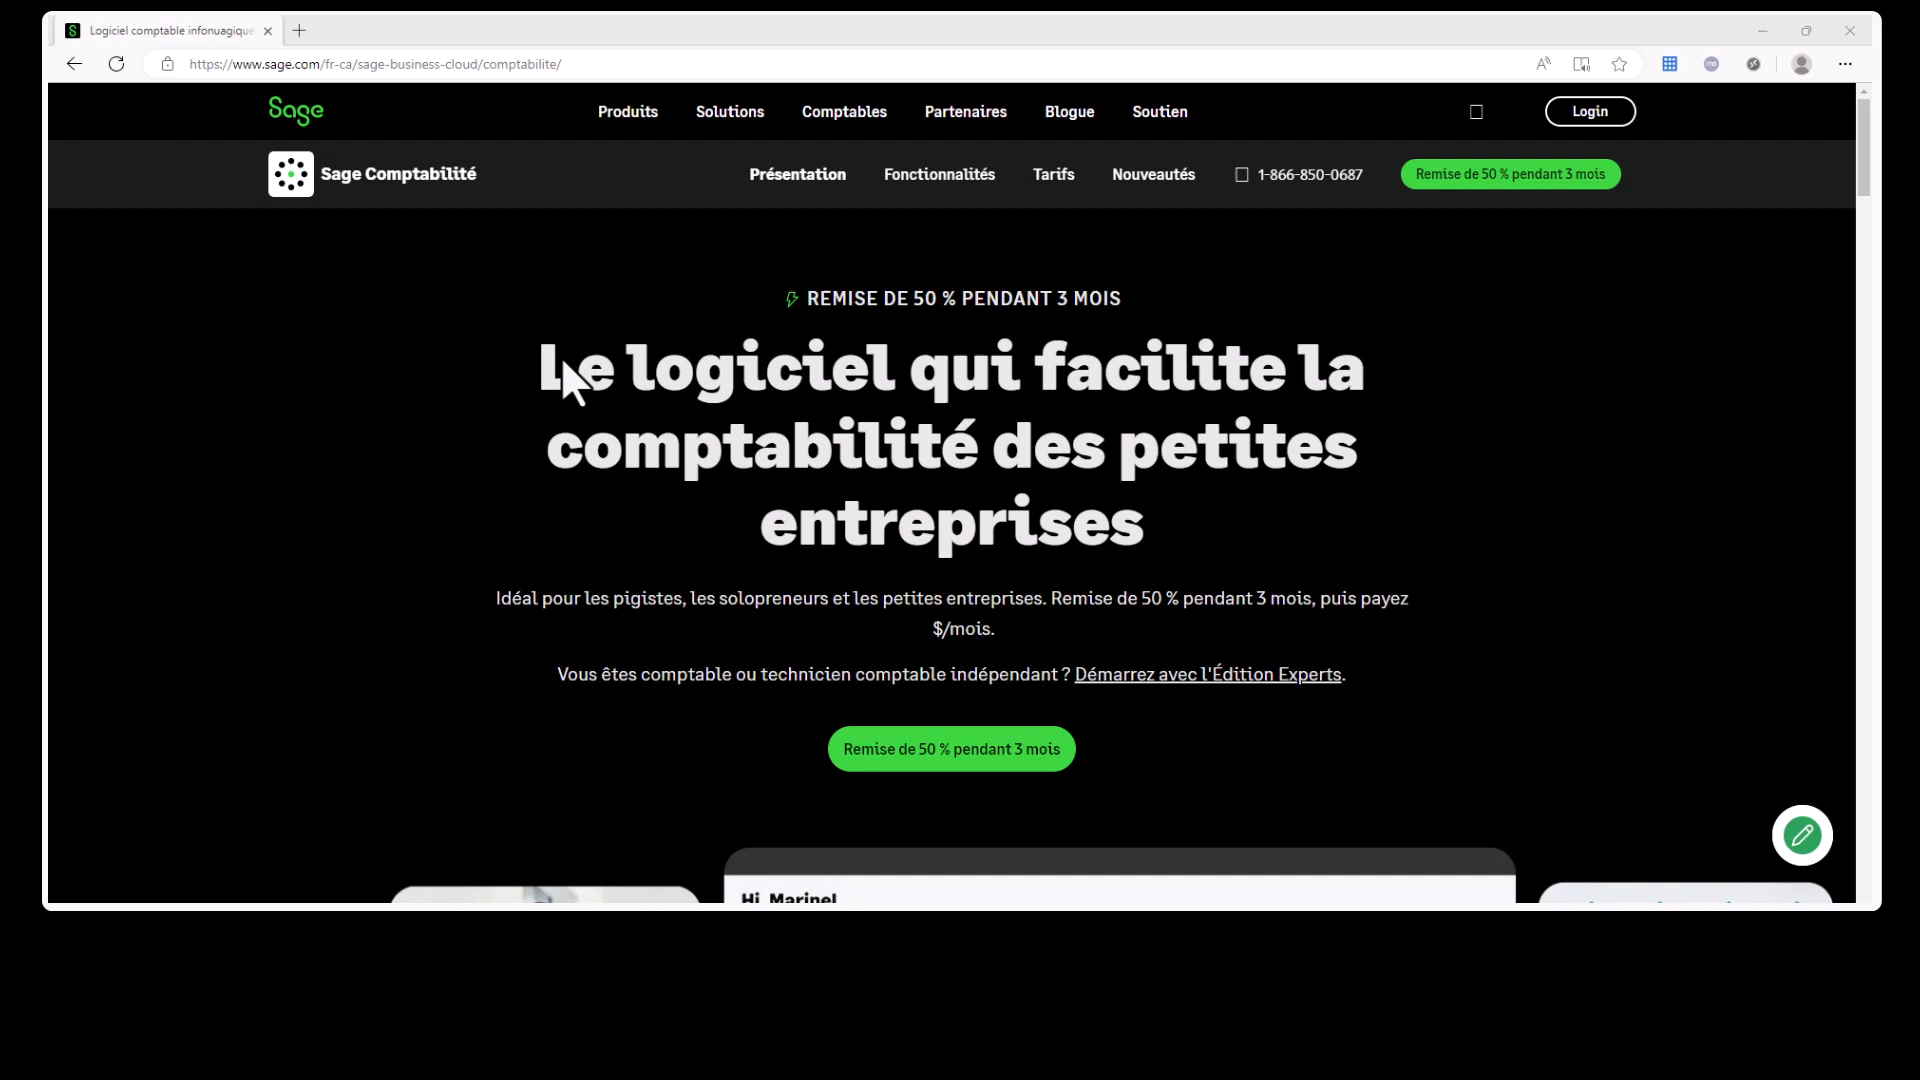 Logiciel comptable infonuagique
https://www.sage.com/fr-ca/sage-business-cloud/comptabilite/
Sage
Produits
Solutions
Comptables
Partenaires
Blogue
Soutien
Login
Sage Comptabilité
Présentation
Fonctionnalités
Tarifs
Nouveautés
1-866-850-0687
Remise de 50 % pendant 3 mois
REMISE DE 50 % PENDANT 3 MOIS
Le logiciel qui facilite la
comptabilité des petites
entreprises
Idéal pour les pigistes, les solopreneurs et les petites entreprises. Remise de 50 % pendant 3 mois, puis payez
$/mois.
Vous êtes comptable ou technicien comptable indépendant ? Démarrez avec l'Édition Experts.
Remise de 50 % pendant 3 mois